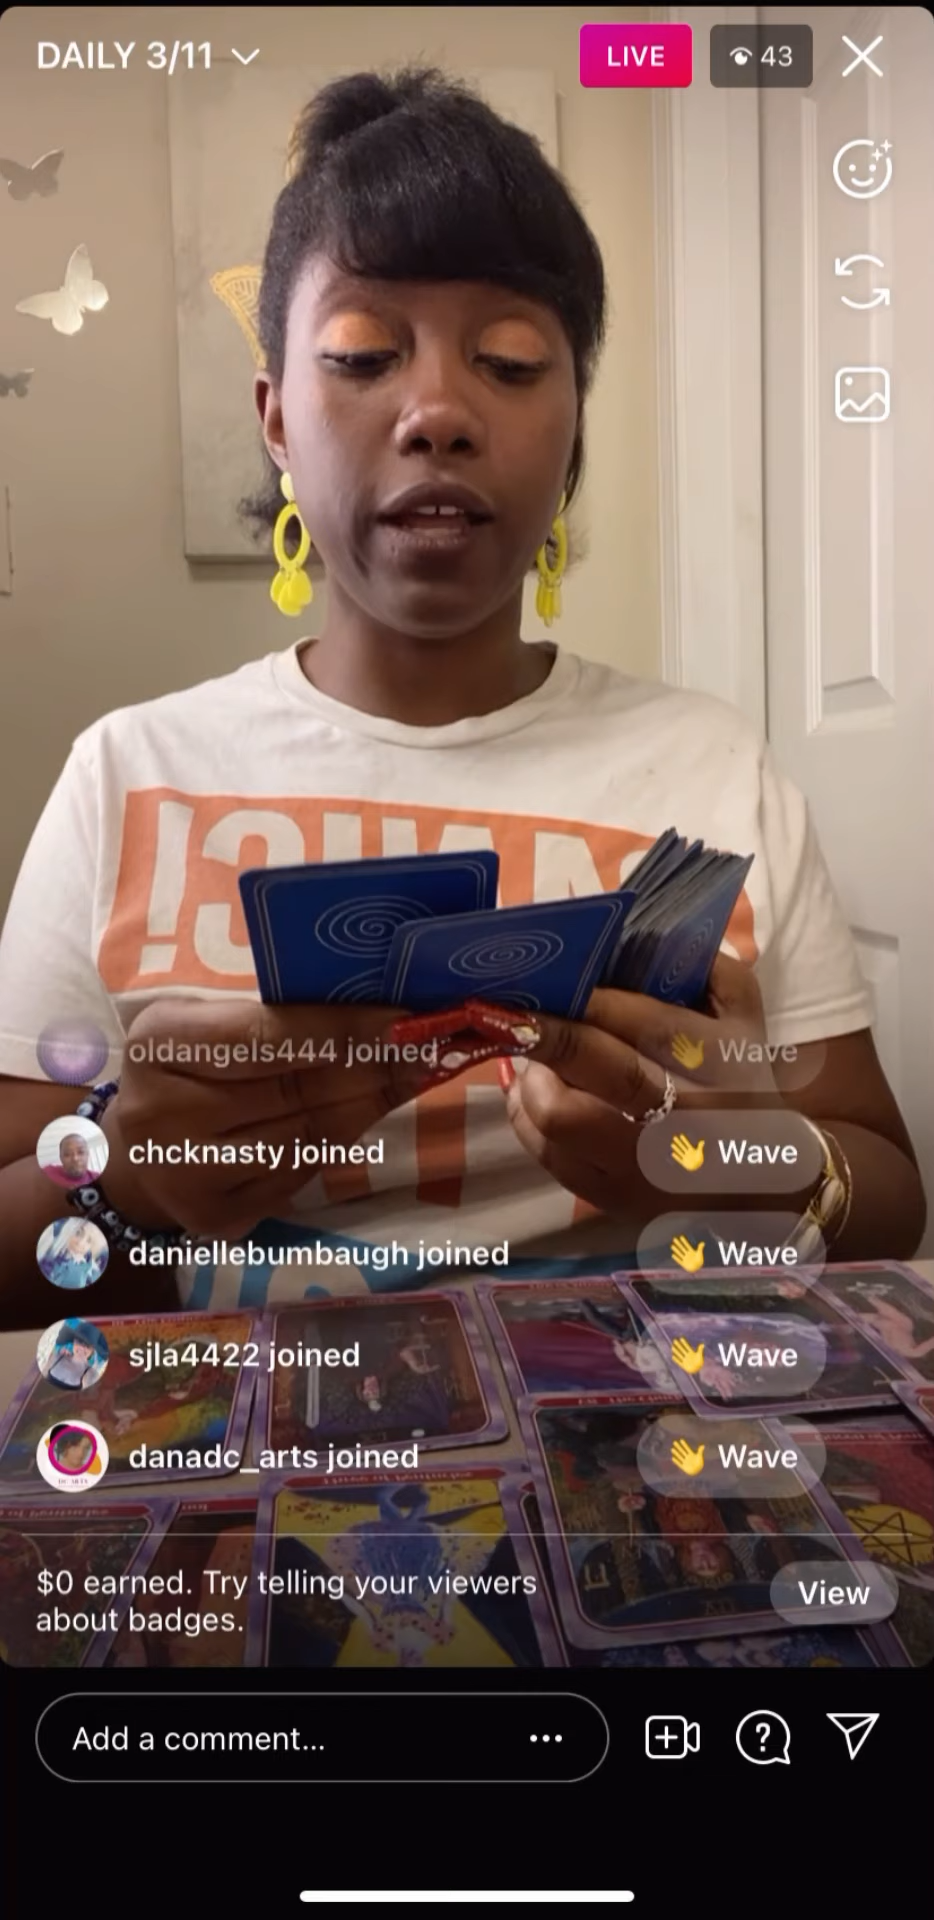 DAILY 3/11
LIVE
43
oldangels444 joined
Wave
chcknasty joined
Wave
daniellebumbaugh joined
Wave
sjla4422 joined
Wave
danadc_arts joined
Wave
$0 earned. Try telling your viewers
about badges.
View
Add a comment...